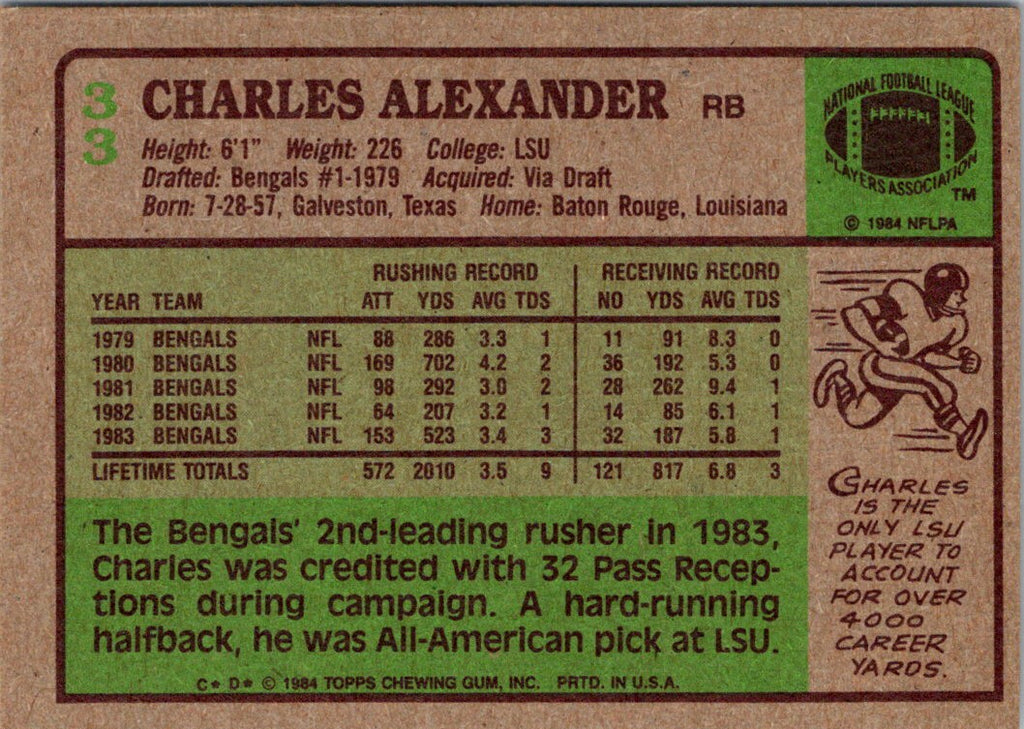 33
CHARLES ALEXANDER RB
Height: 6'1" Weight: 226 College: LSU
Drafted: Bengals #1-1979 Acquired: Via Draft
Born: 7-28-57, Galveston, Texas Home: Baton Rouge, Louisiana
NATIONAL FOOTBALL LEAGUE
PLAYERS ASSOCIATION
TM
© 1984 NFLPA
RUSHING RECORD RECEIVING RECORD
YEAR TEAM ATT YDS AVG TDS NO YDS AVG TDS
1979 BENGALS NFL 88 286 3.3 1 11 91 8.3 0
1980 BENGALS NFL 169 702 4.2 2 36 192 5.3 0
1981 BENGALS NFL 98 292 3.0 2 28 262 9.4 1
1982 BENGALS NFL 64 207 3.2 1 14 85 6.1 1
1983 BENGALS NFL 153 523 3.4 3 32 187 5.8 1
LIFETIME TOTALS 572 2010 3.5 9 121 817 6.8 3
The Bengals' 2nd-leading rusher in 1983,
Charles was credited with 32 Pass Recep-
tions during campaign. A hard-running
halfback, he was All-American pick at LSU.
CHARLES
IS THE
ONLY LSU
PLAYER TO
ACCOUNT
FOR OVER
4000
CAREER
YARDS.
C* D* © 1984 TOPPS CHEWING GUM, INC. PRTD. IN U.S.A.